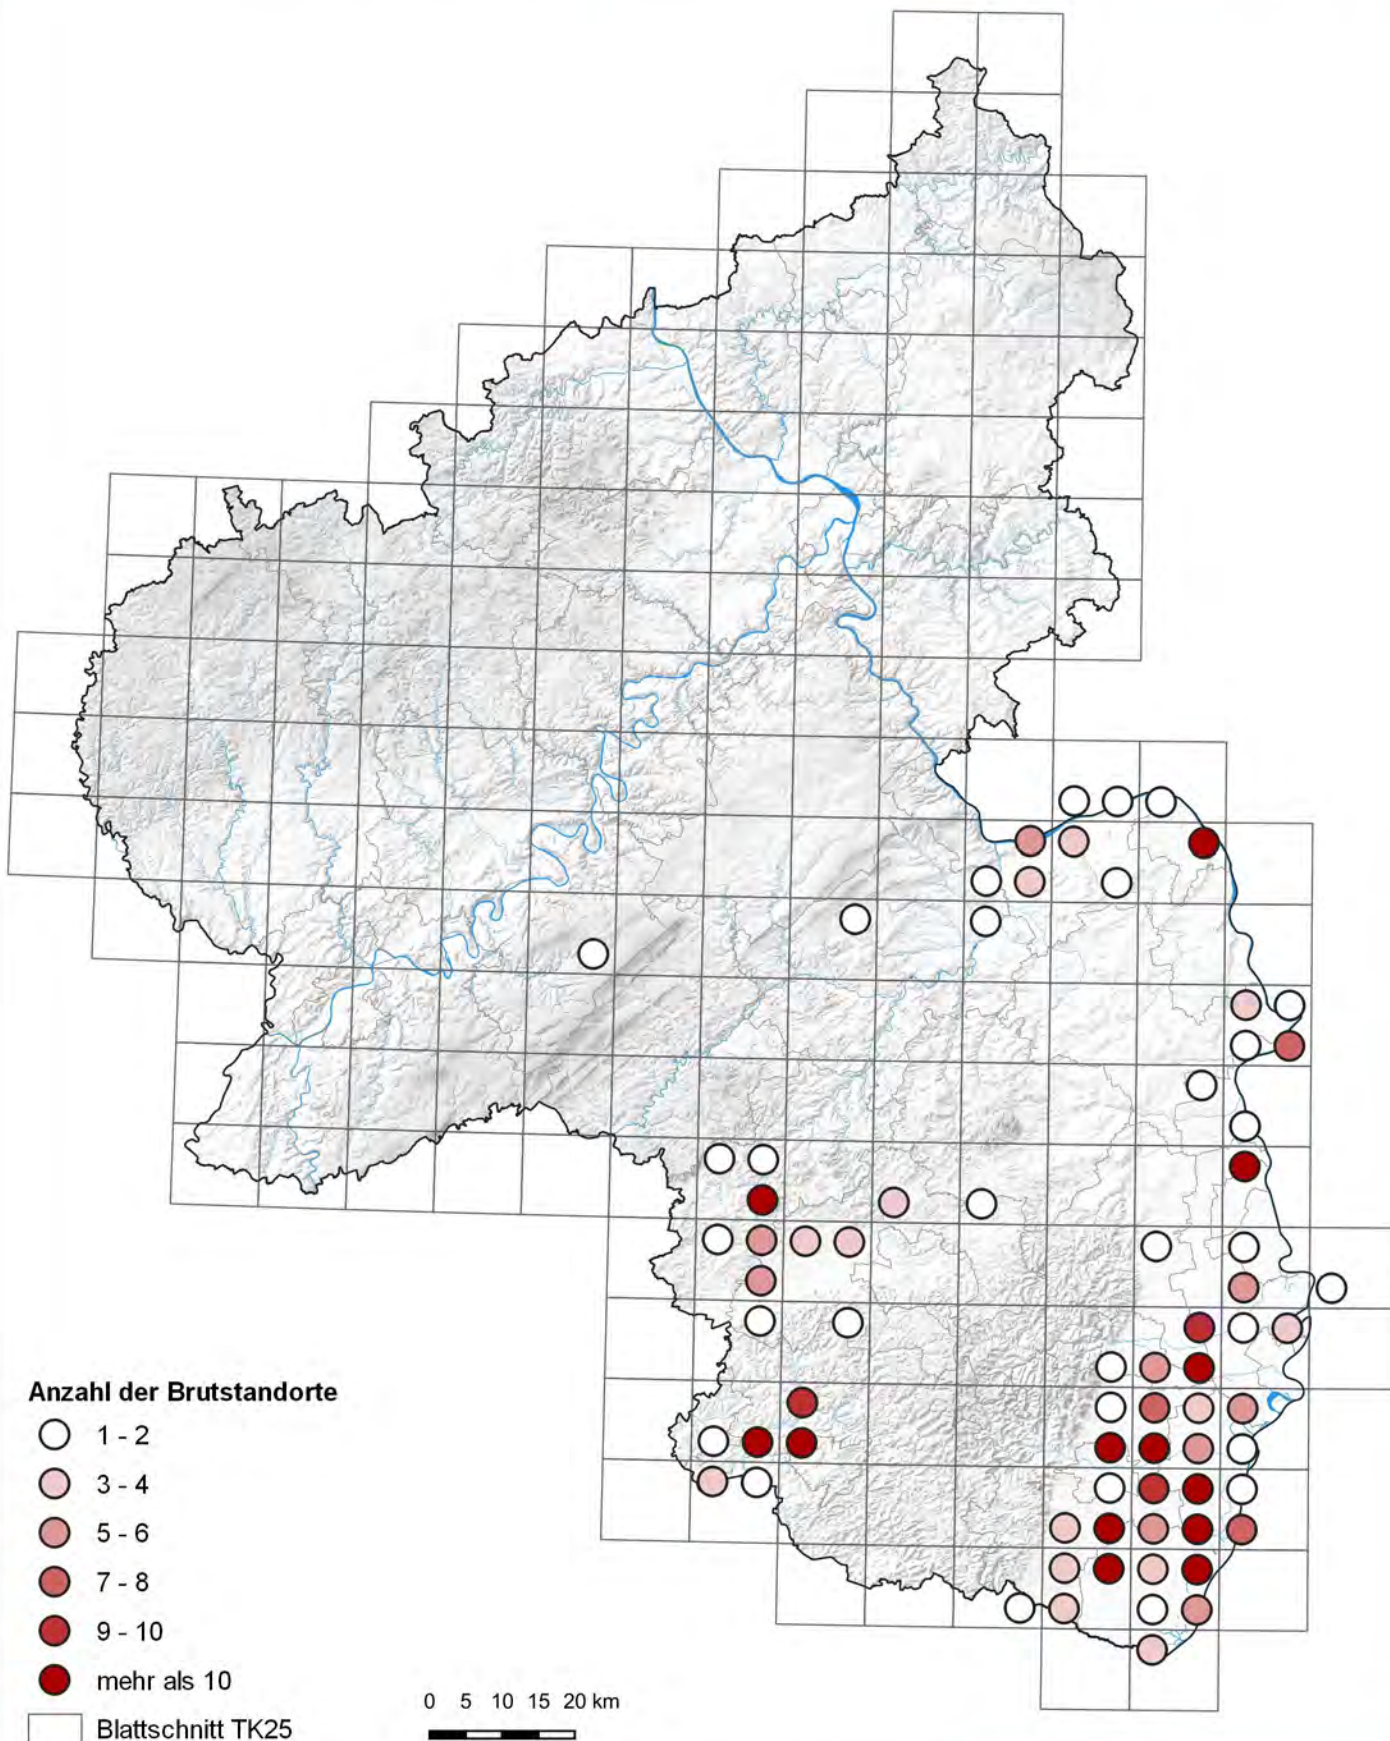 Anzahl der Brutstandorte
1 - 2
3 - 4
5 - 6
7 - 8
9 - 10
mehr als 10
Blattschnitt TK25
0 5 10 15 20 km